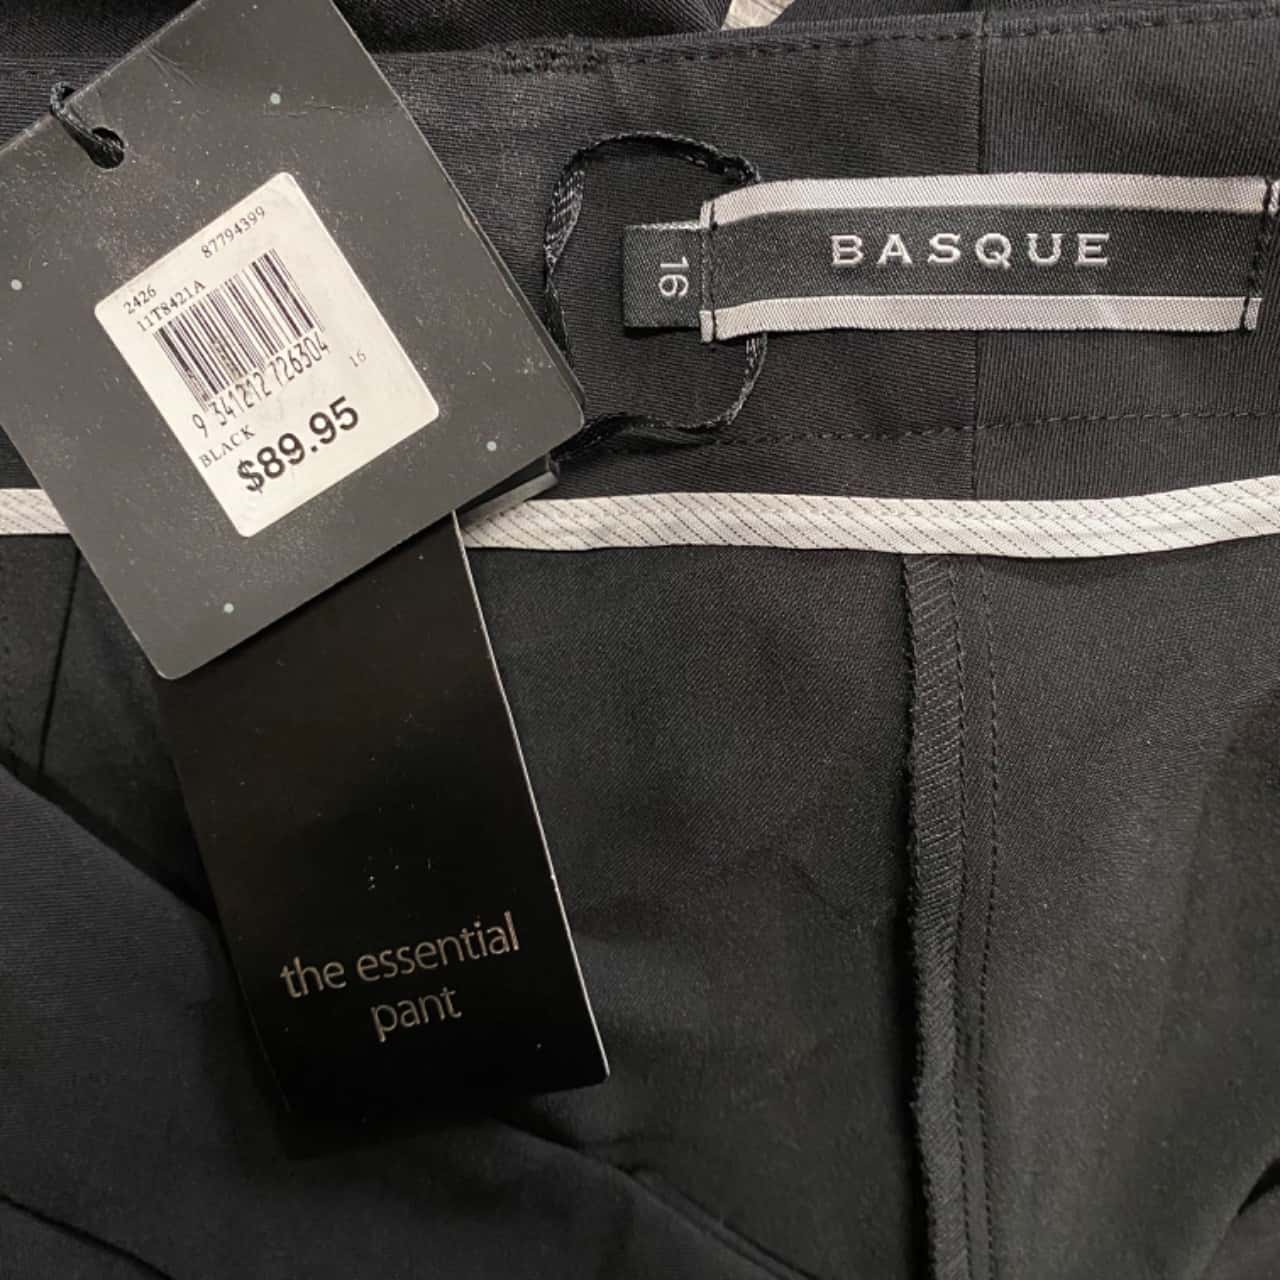 87794399
2426
11T8421A
9 341212 726304
16
BLACK
$89.95
16
BASQUE
the essential
pant